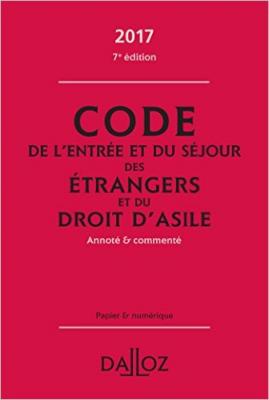 2017
7e édition
CODE
DE L'ENTRÉE ET DU SÉJOUR
DES
ÉTRANGERS
ET DU
DROIT D'ASILE
Annoté & commenté
Papier & numérique
DALLOZ